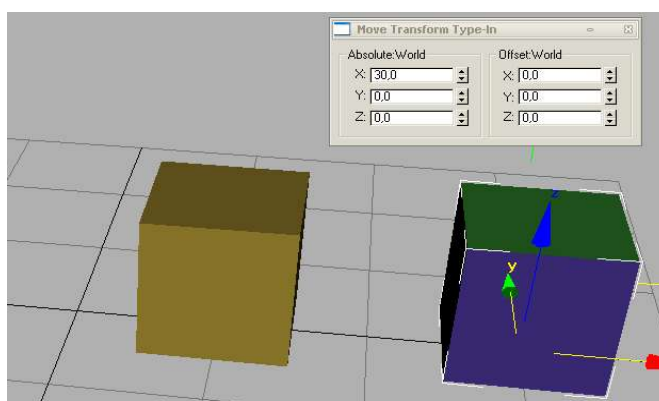 Move Transform Type-In
Absolute:World
X: 30,0
Y: 0,0
Z: 0,0
Offset:World
X: 0,0
Y: 0,0
Z: 0,0
z
y